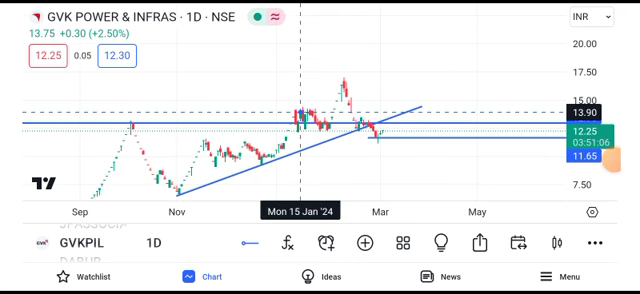 GVK POWER & INFRAS · 1D · NSE
INR
13.75 +0.30 (+2.50%)
12.25 0.05 12.30
20.00
17.50
15.00
13.90
12.25
03:51:06
11.65
7.50
Sep Nov Mon 15 Jan '24 Mar May
GVKPIL 1D
Watchlist Chart Ideas News Menu